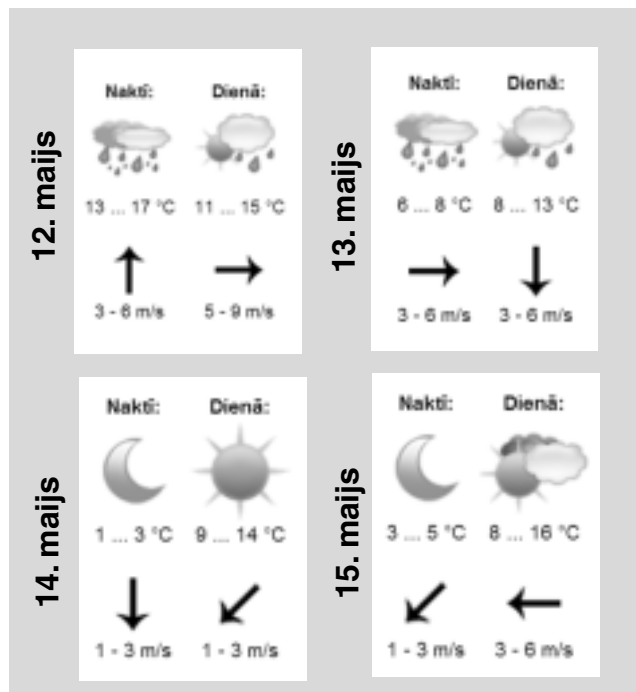 12. maijs
Naktī: Dienā:
13 ... 17 °C 11 ... 15 °C
3 - 6 m/s 5 - 9 m/s
13. maijs
Naktī: Dienā:
6 ... 8 °C 8 ... 13 °C
3 - 6 m/s 3 - 6 m/s
14. maijs
Naktī: Dienā:
1 ... 3 °C 9 ... 14 °C
1 - 3 m/s 1 - 3 m/s
15. maijs
Naktī: Dienā:
3 ... 5 °C 8 ... 16 °C
1 - 3 m/s 3 - 6 m/s